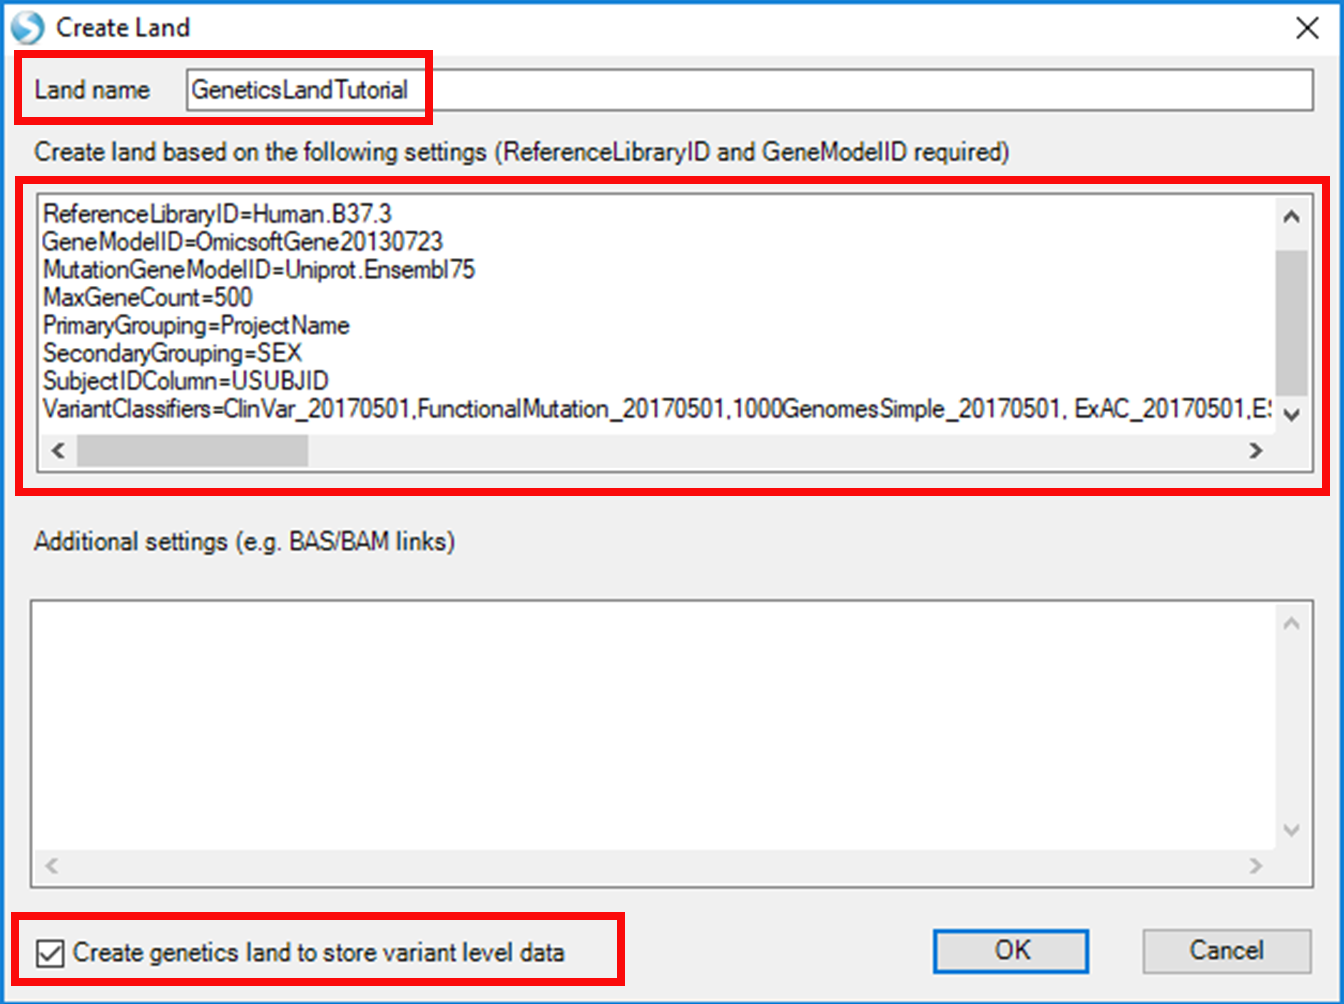 Create Land
Land name GeneticsLandTutorial
Create land based on the following settings (ReferenceLibraryID and GeneModelID required)
ReferenceLibraryID=Human.B37.3
GeneModelID=OmicsoftGene20130723
MutationGeneModelID=Uniprot.Ensembl75
MaxGeneCount=500
PrimaryGrouping=ProjectName
SecondaryGrouping=SEX
SubjectIDColumn=USUBJID
VariantClassifiers=ClinVar_20170501,FunctionalMutation_20170501,1000GenomesSimple_20170501, ExAC_20170501,
Additional settings (e.g. BAS/BAM links)
Create genetics land to store variant level data
OK
Cancel